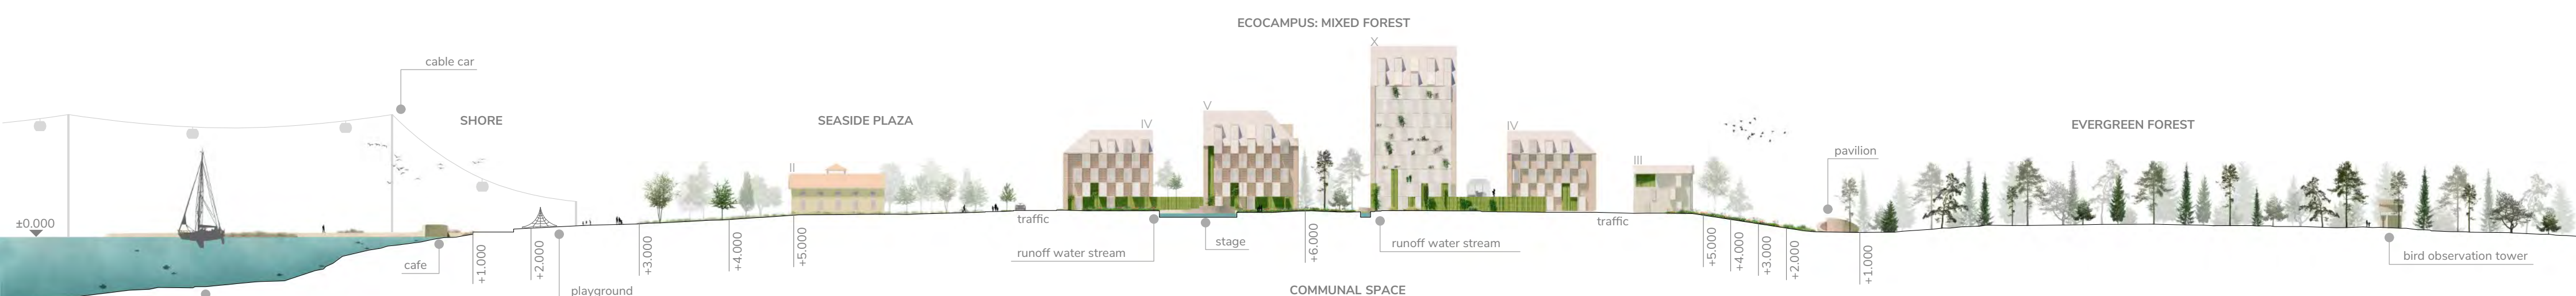 ECOCAMPUS: MIXED FOREST
X
cable car
V
SHORE
SEASIDE PLAZA
IV
IV
EVERGREEN FOREST
pavilion
III
II
±0.000
traffic
traffic
stage
runoff water stream
runoff water stream
cafe
bird observation tower
+1.000
+2.000
+3.000
+4.000
+5.000
+6.000
+5.000
+4.000
+3.000
+2.000
+1.000
playground
COMMUNAL SPACE